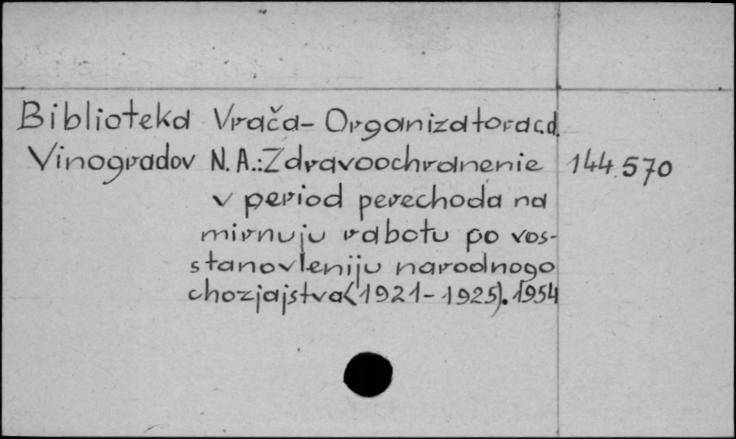 Biblioteka Vrača-Organizatora c.d.
Vinogradov N.A.: Zdravoochranenie 144.570
v period perechoda na
mirnuju rabotu po vos-
stanovleniju narodnogo
chozjajstva (1921-1925). 1954